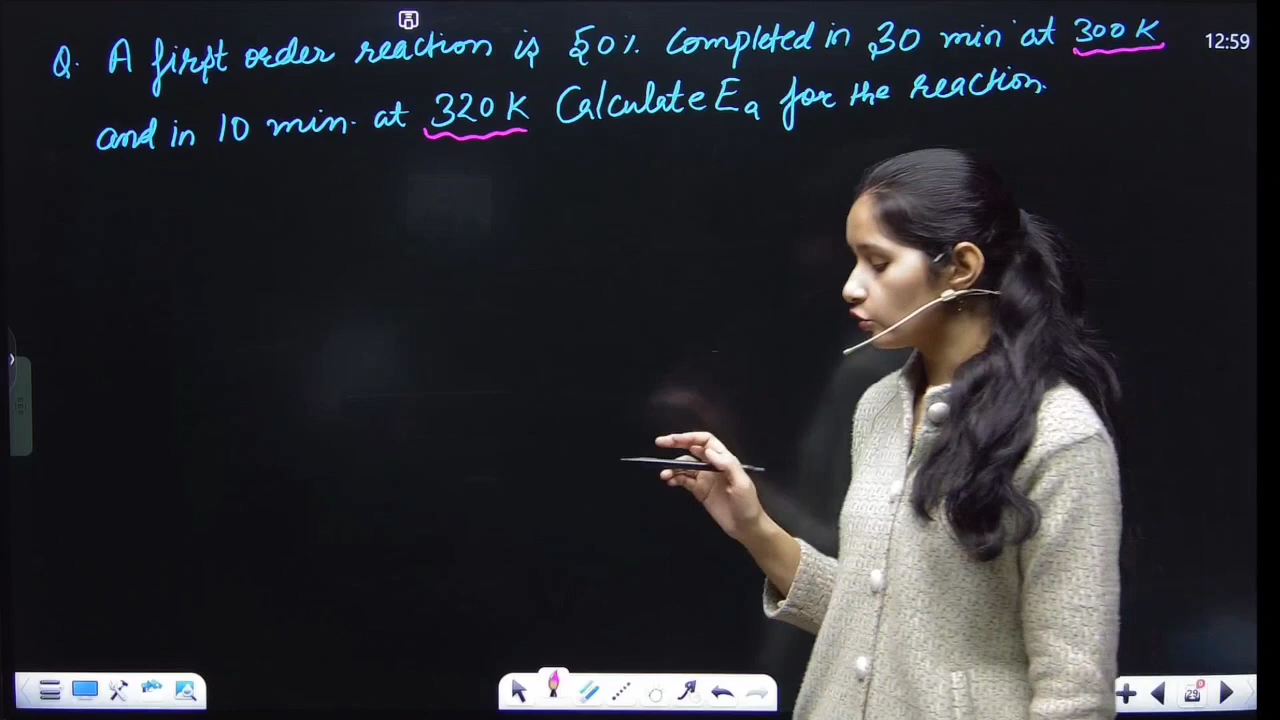 12:59
Q. A first order reaction is 50% Completed in 30 min at 300 K
and in 10 min. at 320 K Calculate Ea for the reaction.
29